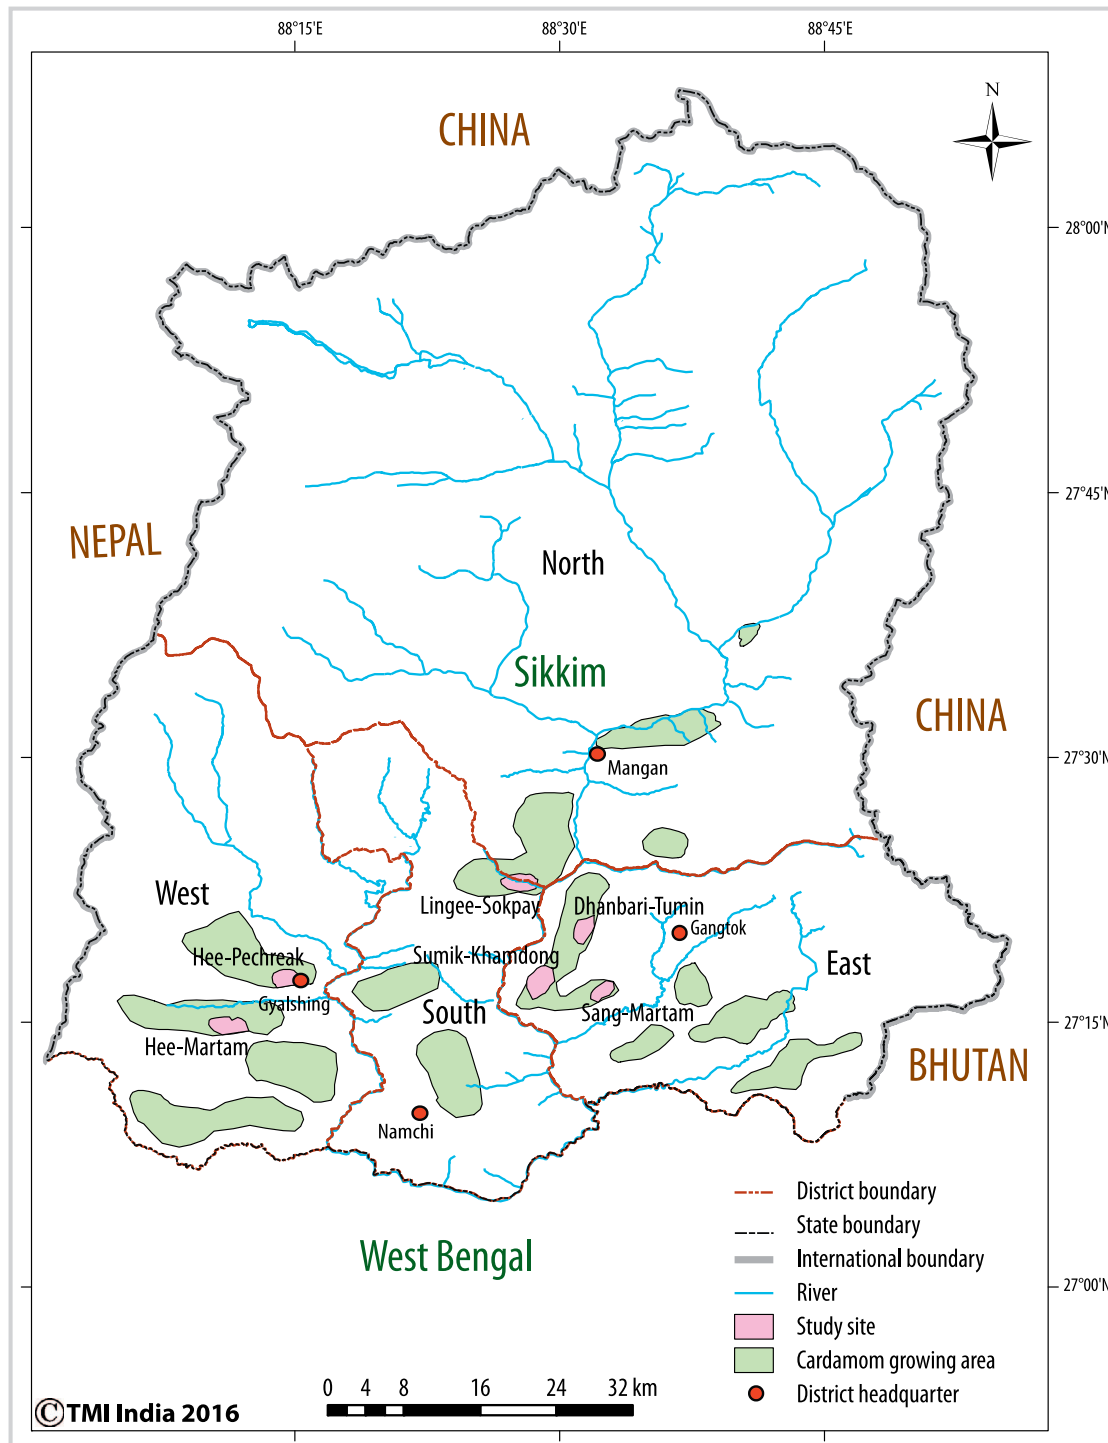 88°15'E
88°30'E
88°45'E
CHINA
N
28°00'N
27°45'N
NEPAL
North
Sikkim
CHINA
27°30'N
Mangan
West
Lingee-Sokpay
Dhanbari-Tumin
Gangtok
Hee-Pechreak
Sumik-Khamdong
East
Gyalshing
South
Sang-Martam
27°15'N
Hee-Martam
BHUTAN
Namchi
District boundary
State boundary
West Bengal
International boundary
27°00'N
River
Study site
Cardamom growing area
District headquarter
0 4 8 16 24 32 km
©TMI India 2016